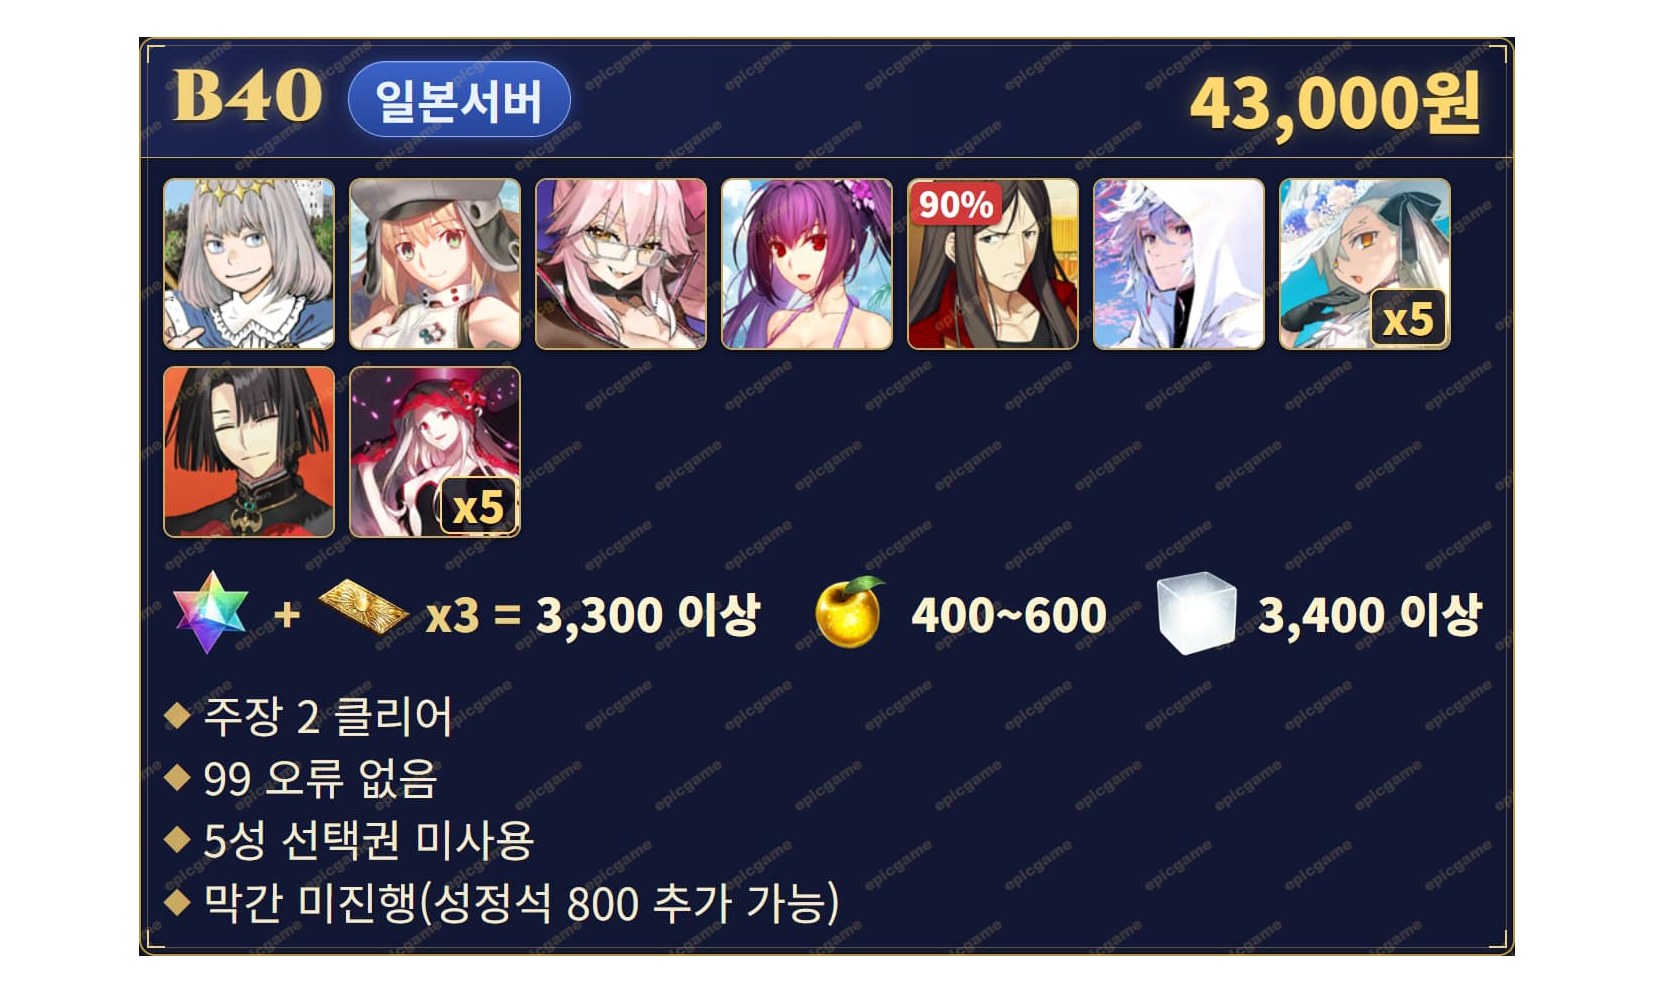 B40 일본서버 43,000원
90%
x5
x5
+ x3 = 3,300 이상 400~600 3,400 이상
주장 2 클리어
99 오류 없음
5성 선택권 미사용
막간 미진행(성정석 800 추가 가능)
epicgame